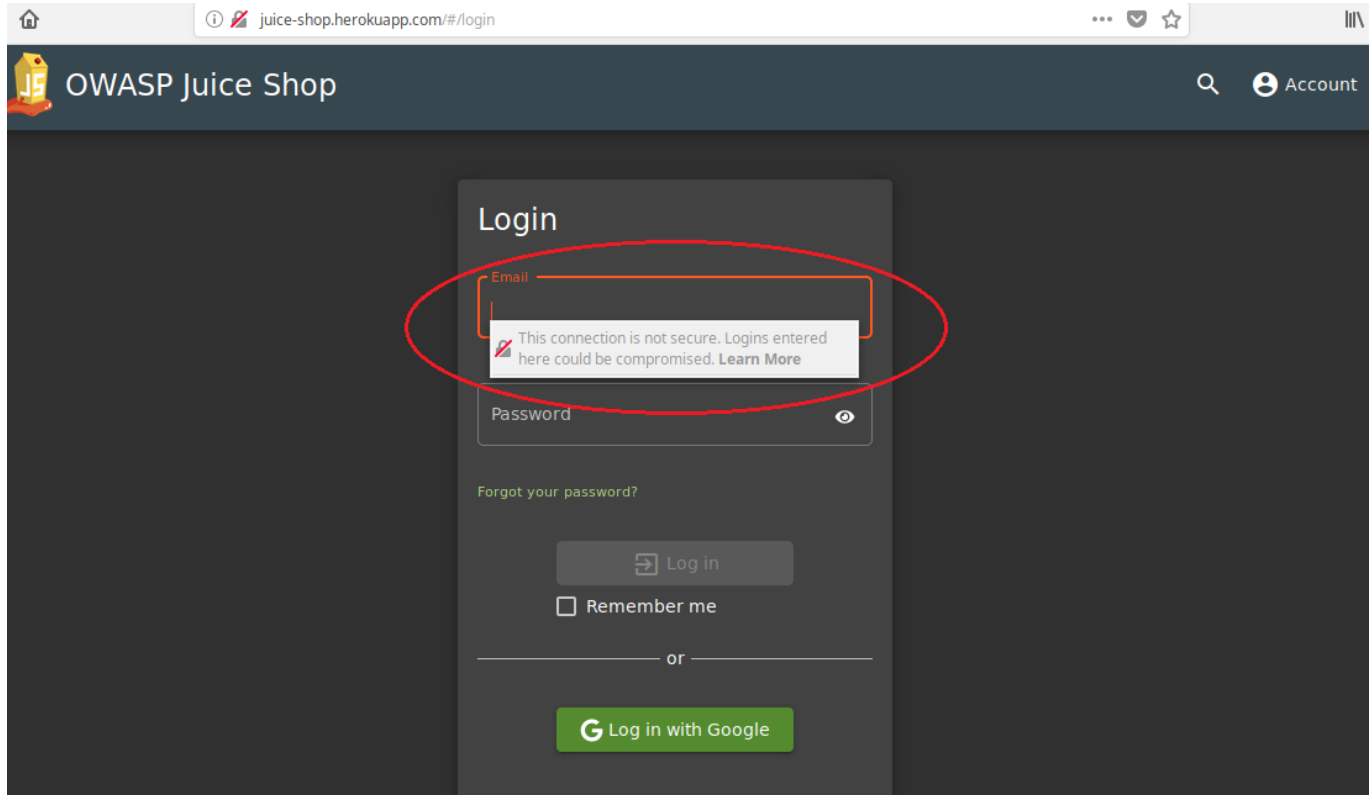 juice-shop.herokuapp.com/#/login
JS OWASP Juice Shop
Account
Login
Email
This connection is not secure. Logins entered
here could be compromised. Learn More
Password
Forgot your password?
Log in
Remember me
or
G Log in with Google